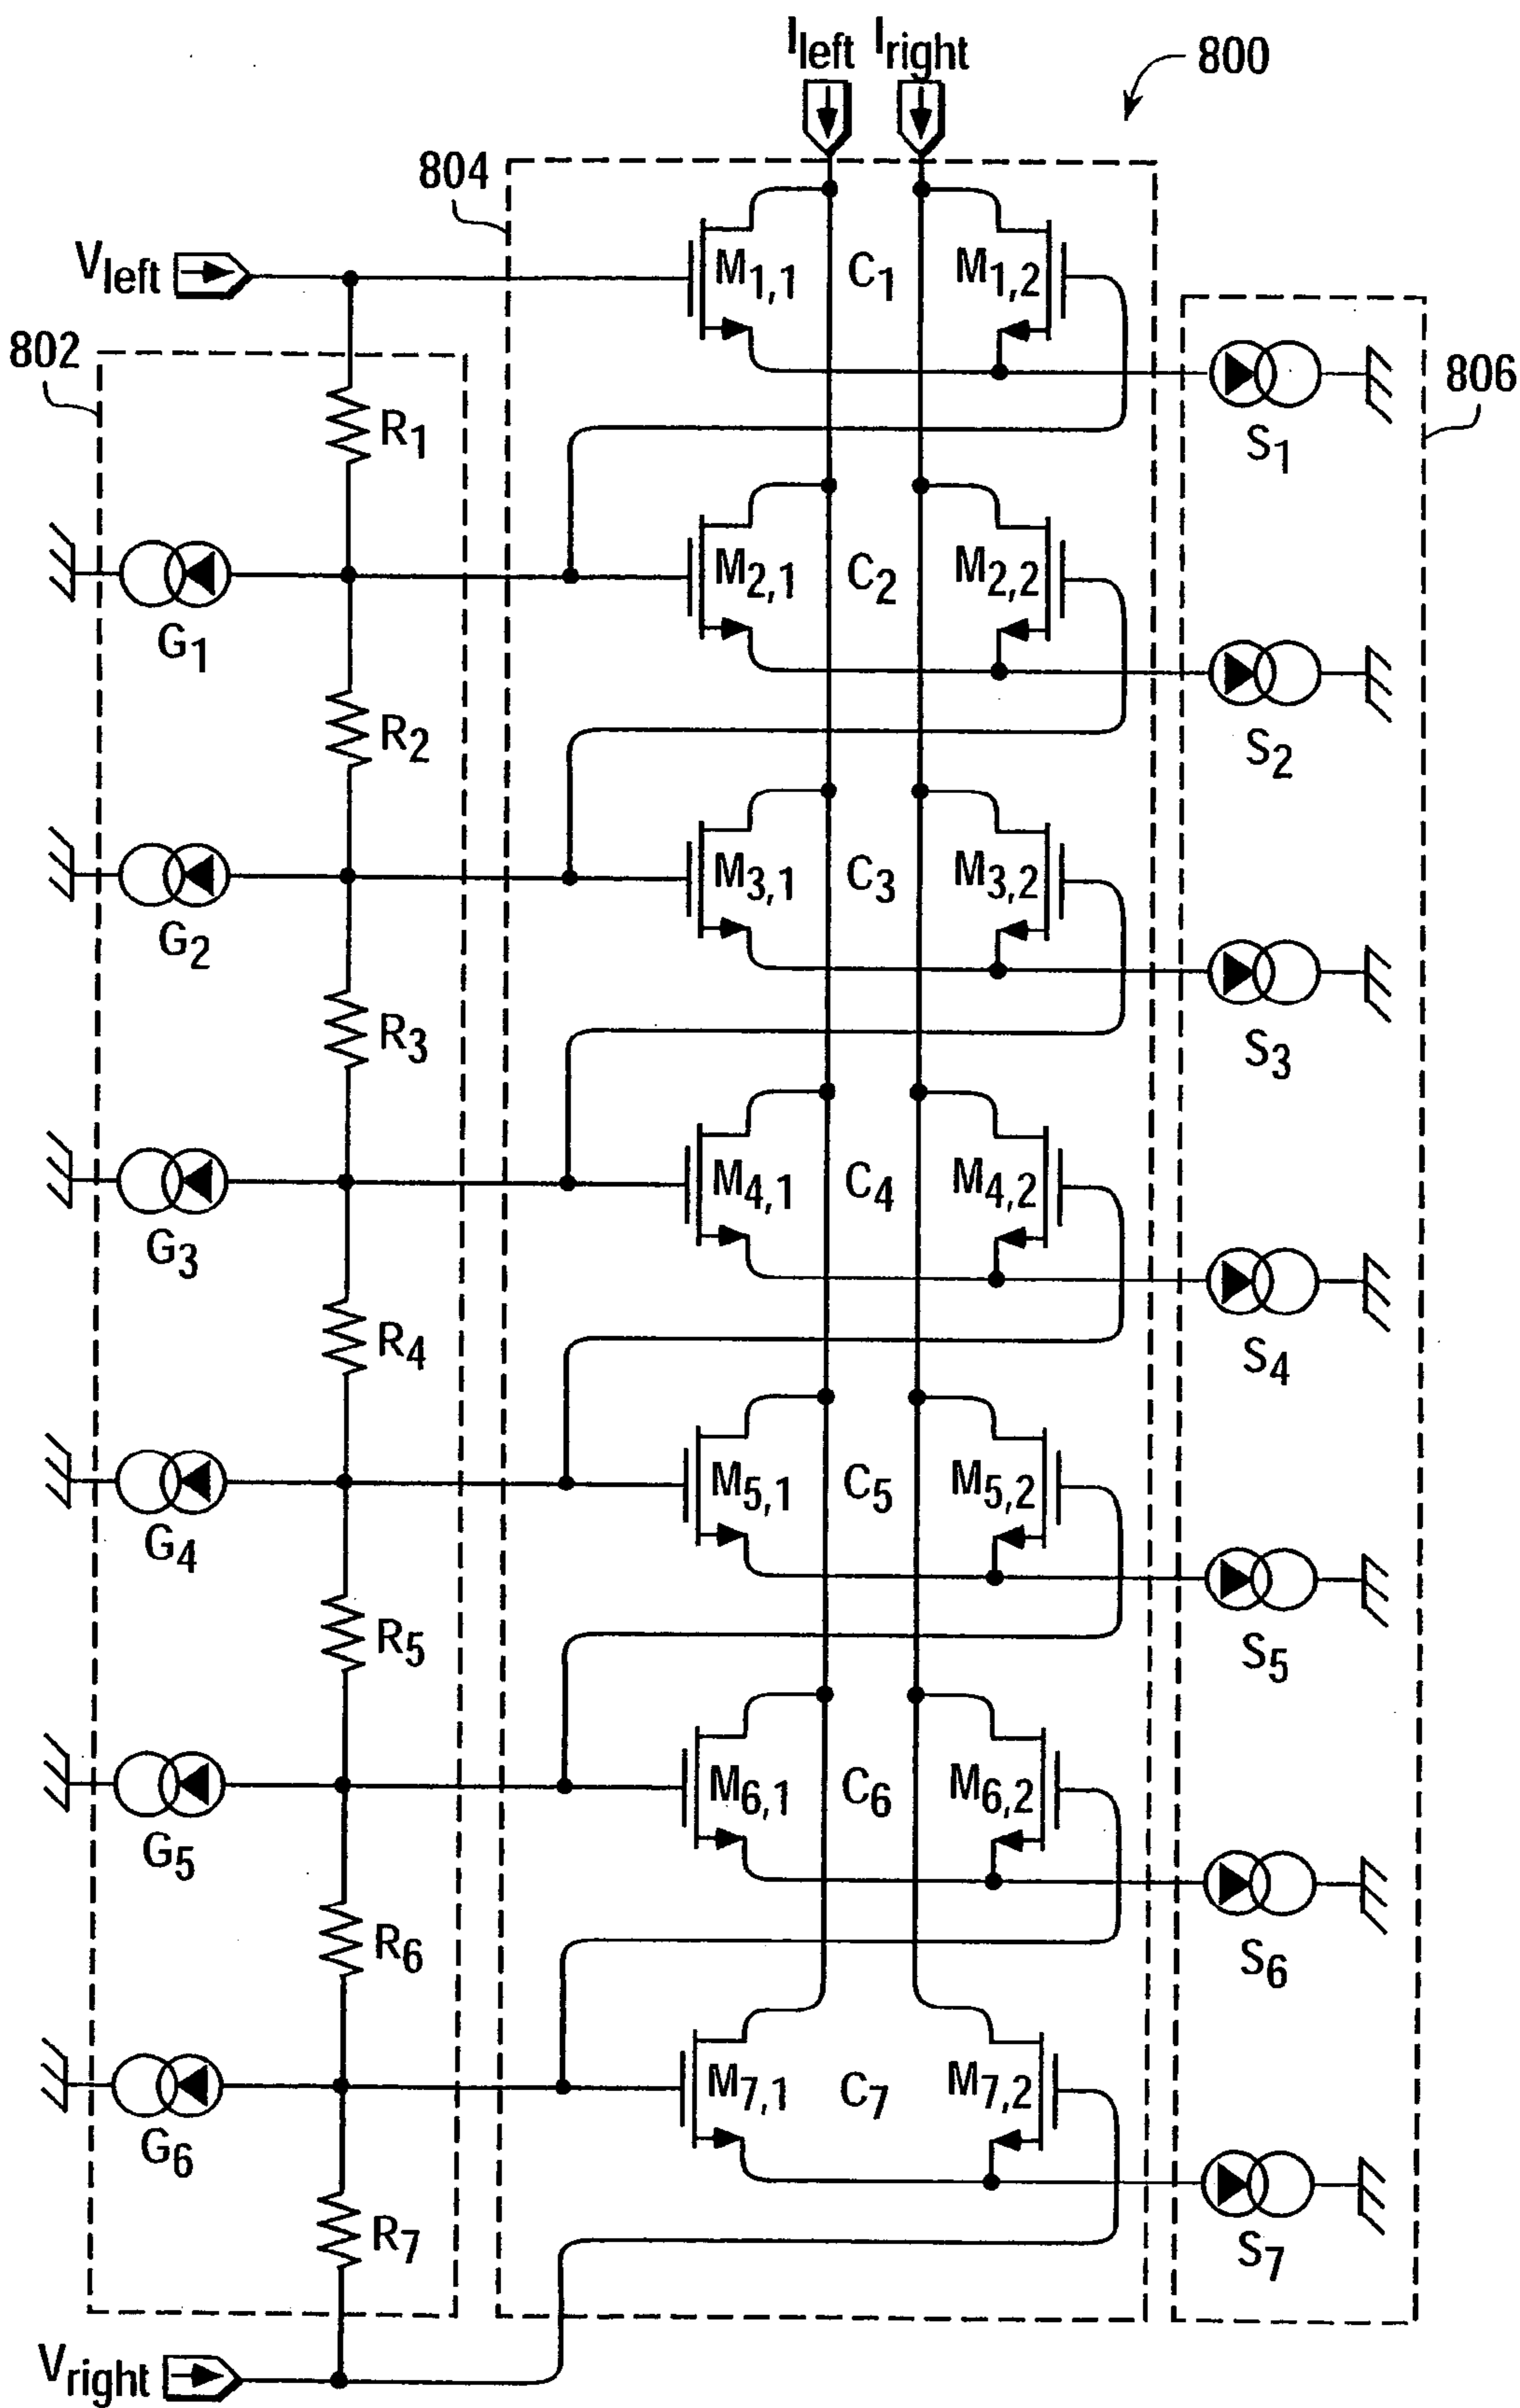 I_left I_right 800
804
V_left M_1,1 C_1 M_1,2
802 806
R_1 S_1
M_2,1 C_2 M_2,2
G_1
R_2 S_2
M_3,1 C_3 M_3,2
G_2
R_3 S_3
M_4,1 C_4 M_4,2
G_3
R_4 S_4
M_5,1 C_5 M_5,2
G_4
R_5 S_5
M_6,1 C_6 M_6,2
G_5
R_6 S_6
M_7,1 C_7 M_7,2
G_6
R_7 S_7
V_right